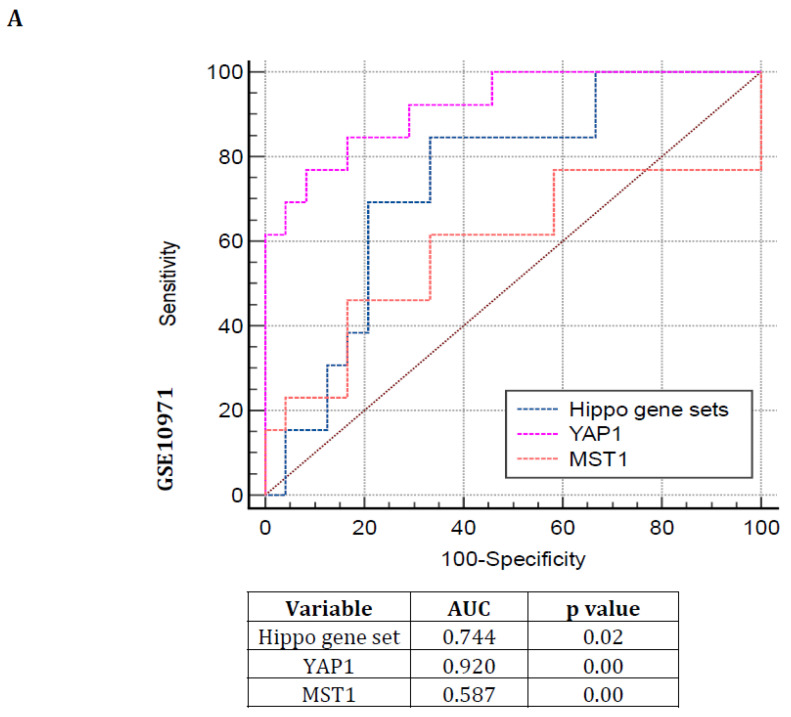 A
GSE10971
Sensitivity
100
80
60
40
20
0
Hippo gene sets
YAP1
MST1
0 20 40 60 80 100
100-Specificity
Variable AUC p value
Hippo gene set 0.744 0.02
YAP1 0.920 0.00
MST1 0.587 0.00